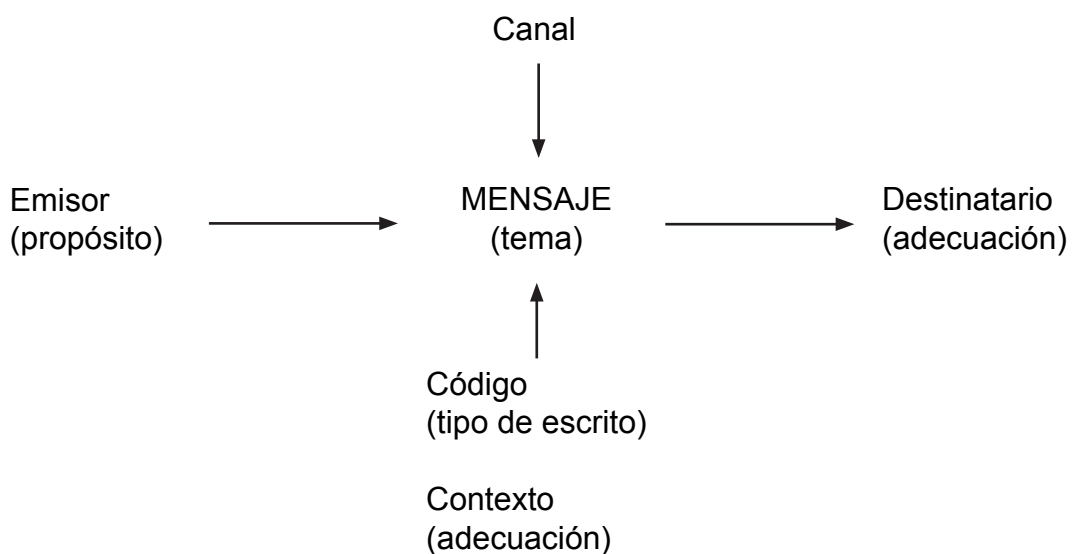 Canal
Emisor
(propósito)
MENSAJE
(tema)
Destinatario
(adecuación)
Código
(tipo de escrito)
Contexto
(adecuación)